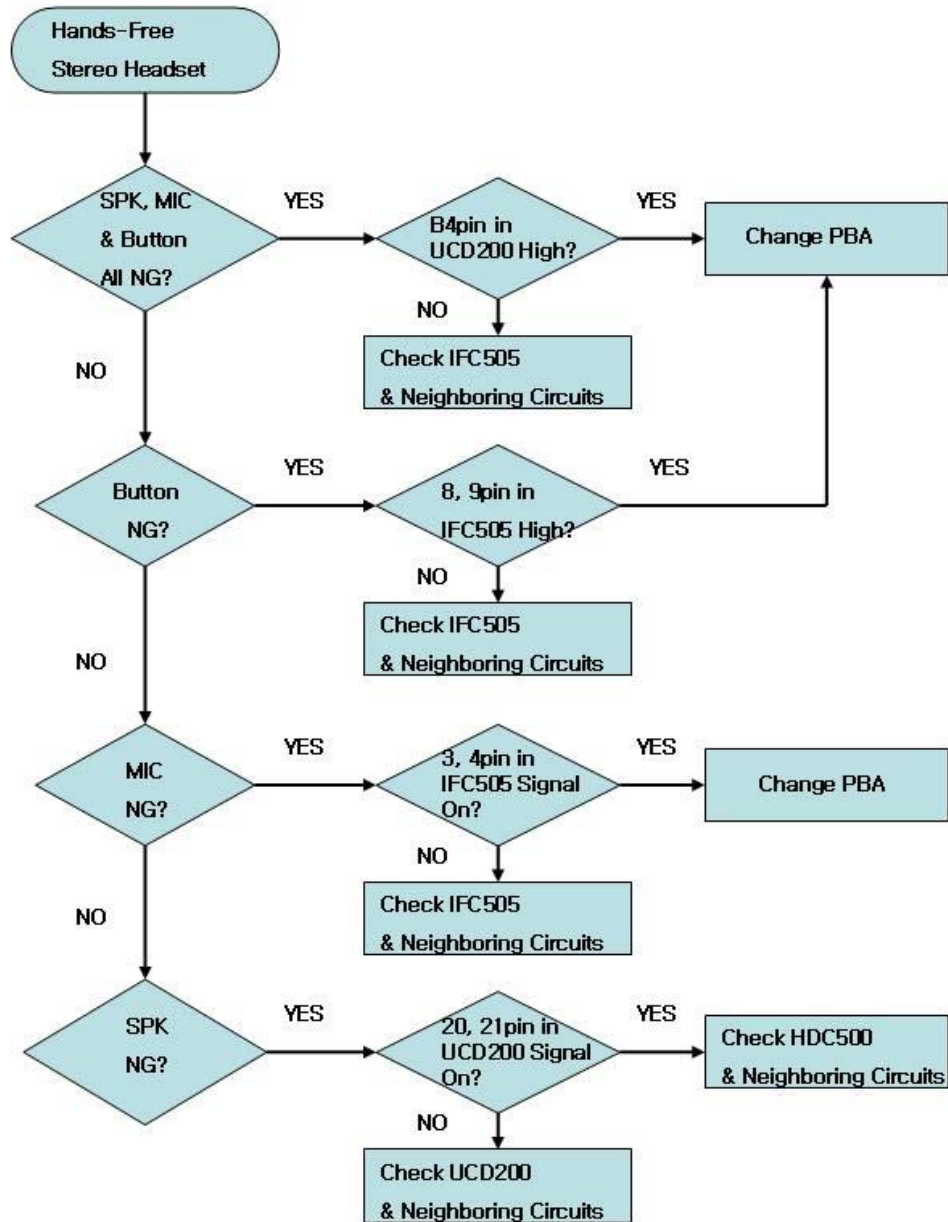 Hands-Free
Stereo Headset
SPK, MIC
& Button
All NG?
YES
B4pin in
UCD200 High?
YES
Change PBA
NO
Check IFC505
& Neighboring Circuits
NO
Button
NG?
YES
8, 9pin in
IFC505 High?
YES
NO
Check IFC505
& Neighboring Circuits
NO
MIC
NG?
YES
3, 4pin in
IFC505 Signal
On?
YES
Change PBA
NO
Check IFC505
& Neighboring Circuits
NO
SPK
NG?
YES
20, 21pin in
UCD200 Signal
On?
YES
Check HDC500
& Neighboring Circuits
NO
Check UCD200
& Neighboring Circuits